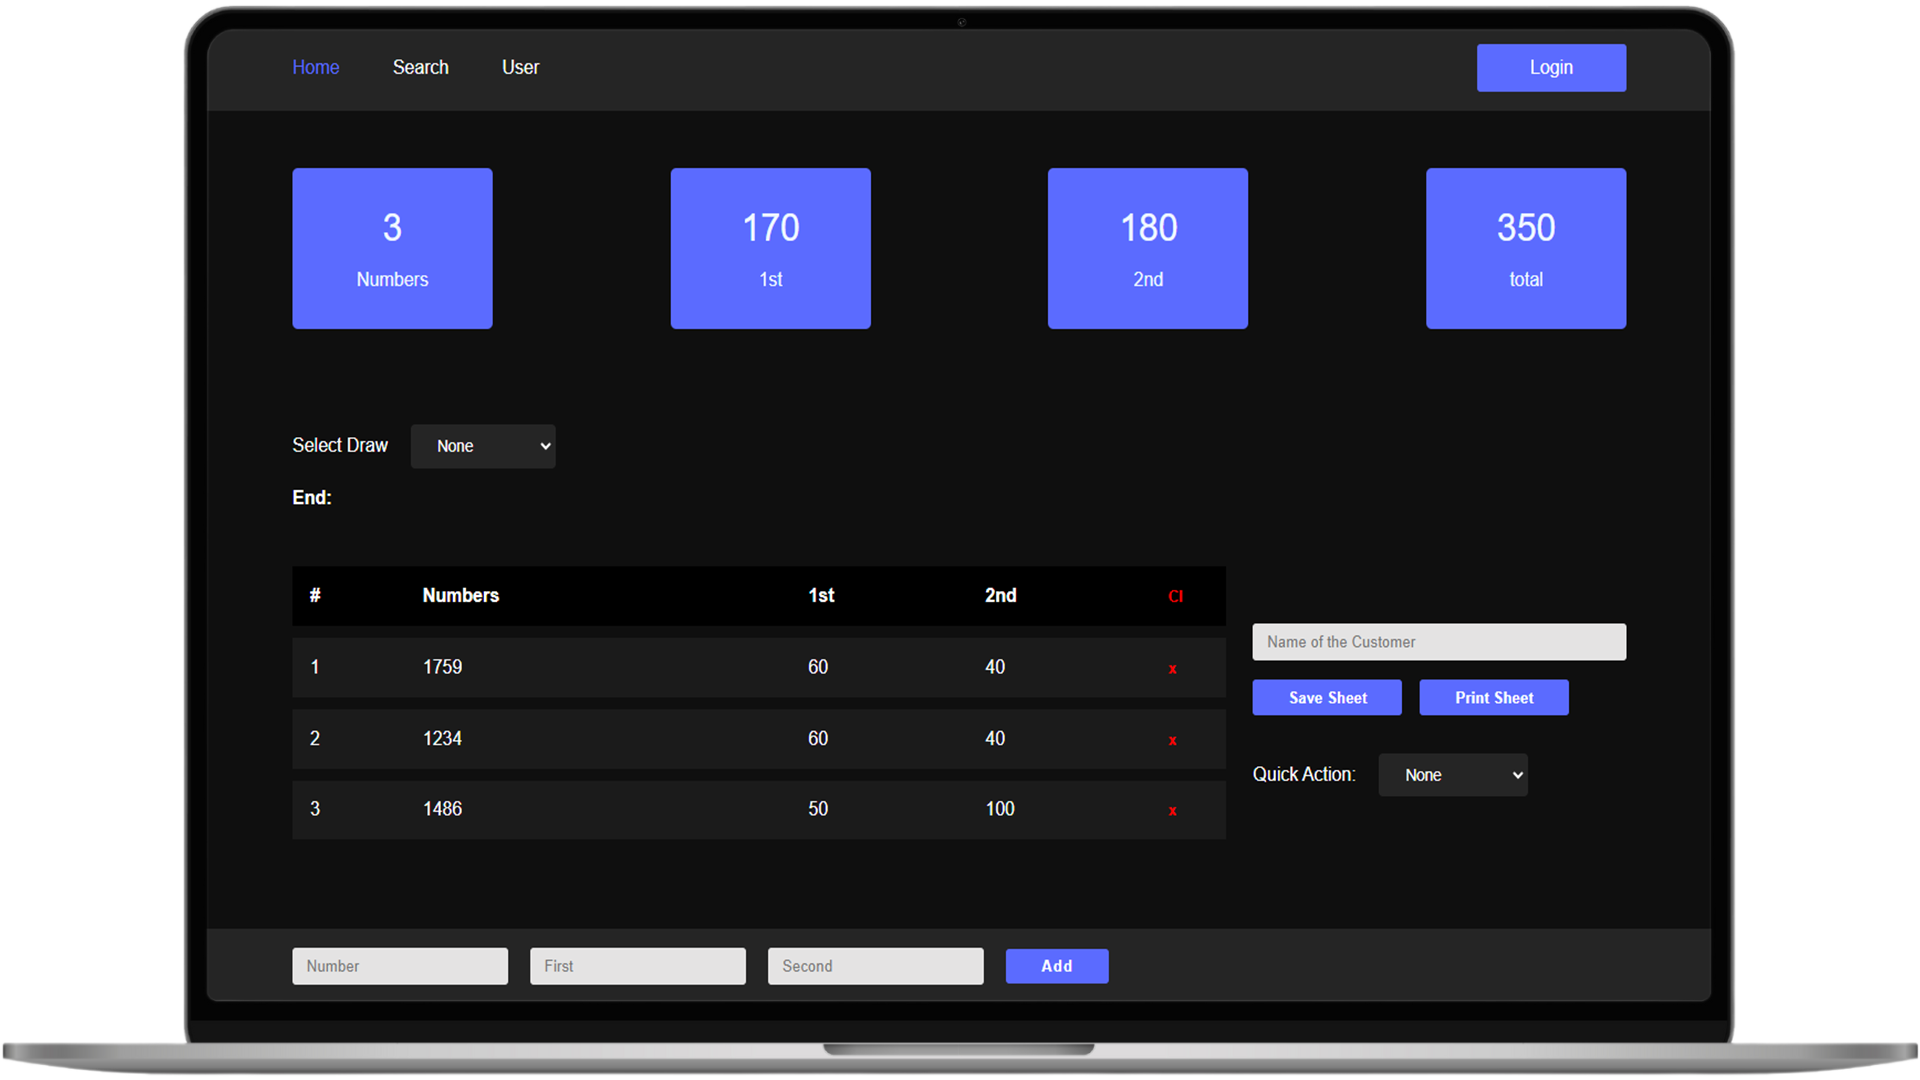 Home Search User Login
3 170 180 350
Numbers 1st 2nd total
Select Draw None
End:
# Numbers 1st 2nd Cl
1 1759 60 40 x
2 1234 60 40 x
3 1486 50 100 x
Name of the Customer
Save Sheet Print Sheet
Quick Action: None
Number First Second Add